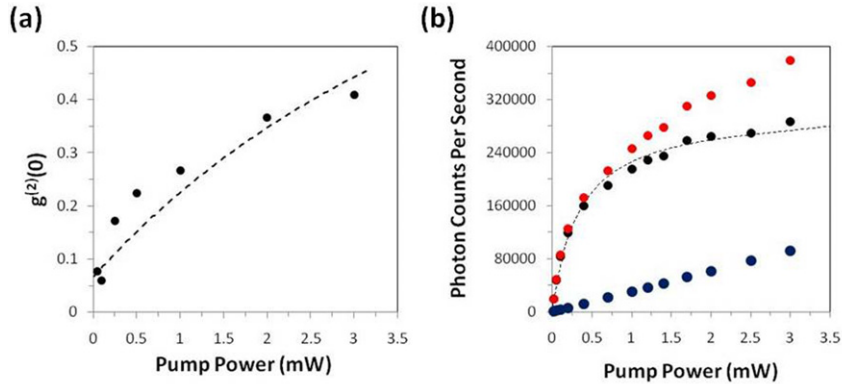 (a)
0.5
0.4
0.3
0.2
0.1
0
g(2)(0)
0 0.5 1 1.5 2 2.5 3 3.5
Pump Power (mW)
(b)
400000
320000
240000
160000
80000
0
Photon Counts Per Second
0 0.5 1 1.5 2 2.5 3 3.5
Pump Power (mW)